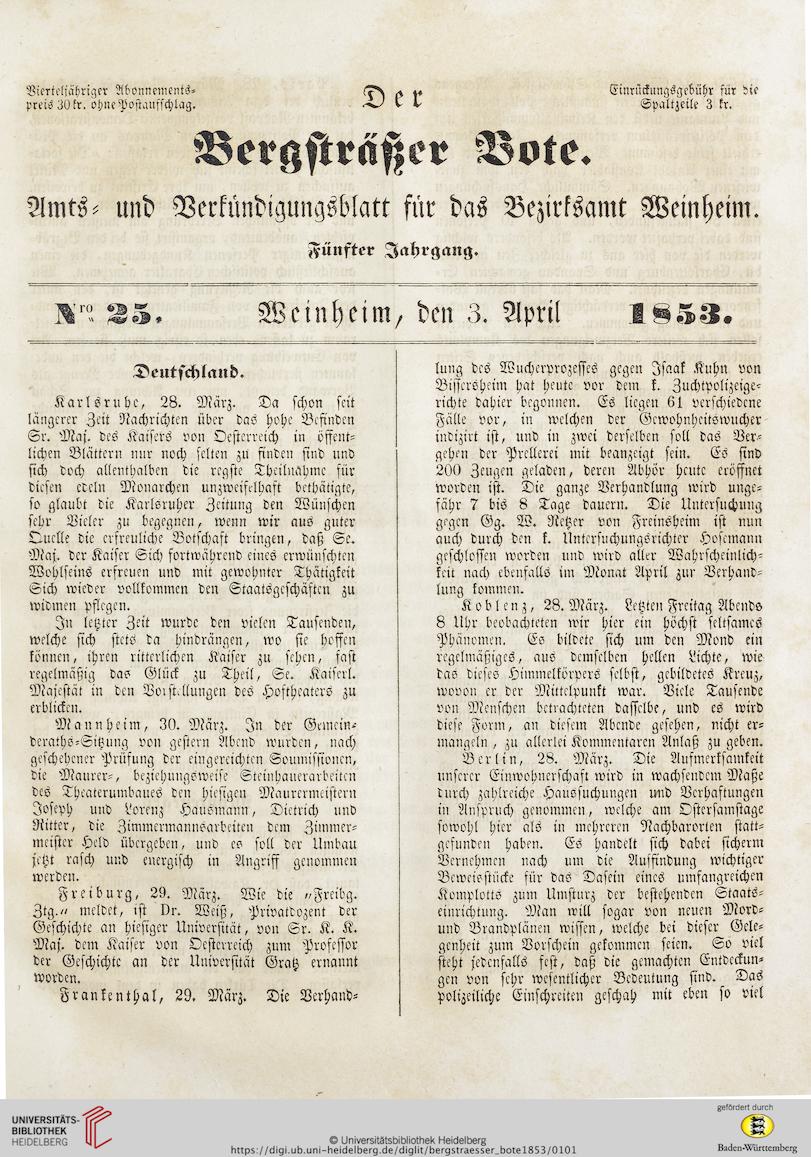 Vierteljähriger Abonnements-
preis 30 kr. ohne Postaufschlag.
Der
Einrückungsgebühr für die
Spaltzeile 3 kr.
Bergsträßer Bote.
Amts- und Verkündigungsblatt für das Bezirksamt Weinheim.
Fünfter Jahrgang.
Nro 25.
Weinheim, den 3. April
1853.
Deutschland.
Karlsruhe, 28. März. Da schon seit
längerer Zeit Nachrichten über das hohe Befinden
Sr. Maj. des Kaisers von Oesterreich in öffent-
lichen Blättern nur noch selten zu finden sind und
sich doch allenthalben die regste Theilnahme für
diesen edeln Monarchen unzweifelhaft bethätigte,
so glaubt die Karlsruher Zeitung den Wünschen
sehr Vieler zu begegnen, wenn wir aus guter
Quelle die erfreuliche Botschaft bringen, daß Se.
Maj. der Kaiser Sich fortwährend eines erwünschten
Wohlseins erfreuen und mit gewohnter Thätigkeit
Sich wieder vollkommen den Staatsgeschäften zu
widmen pflegen.
In letzter Zeit wurde den vielen Tausenden,
welche sich stets da hindrängen, wo sie hoffen
können, ihren ritterlichen Kaiser zu sehen, fast
regelmäßig das Glück zu Theil, Se. Kaiserl.
Majestät in den Vorstellungen des Hoftheaters zu
erblicken.
Mannheim, 30. März. In der Gemein-
deraths-Sitzung von gestern Abend wurden, nach
geschehener Prüfung der eingereichten Soumissionen,
die Maurer-, beziehungsweise Steinhauerarbeiten
des Theaterumbaues den hiesigen Maurermeistern
Joseph und Lorenz Hausmann, Dietrich und
Ritter, die Zimmermannsarbeiten dem Zimmer-
meister Held übergeben, und es soll der Umbau
jetzt rasch und energisch in Angriff genommen
werden.
Freiburg, 29. März. Wie die "Freibg.
Ztg." meldet, ist Dr. Weiß, Privatdozent der
Geschichte an hiesiger Universität, von Sr. K. K.
Maj. dem Kaiser von Oesterreich zum Professor
der Geschichte an der Universität Gratz ernannt
worden.
Frankenthal, 29. März. Die Verhand-
lung des Wucherprozesses gegen Isaak Kuhn von
Bissersheim hat heute vor dem k. Zuchtpolizeige-
richte dahier begonnen. Es liegen 61 verschiedene
Fälle vor, in welchen der Gewohnheitswucher
indizirt ist, und in zwei derselben soll das Ver-
gehen der Prellerei mit beanzeigt sein. Es sind
200 Zeugen geladen, deren Abhör heute eröffnet
worden ist. Die ganze Verhandlung wird unge-
fähr 7 bis 8 Tage dauern. Die Untersuchung
gegen Gg. W. Netzer von Freinsheim ist nun
auch durch den k. Untersuchungsrichter Hosemann
geschlossen worden und wird aller Wahrscheinlich-
keit nach ebenfalls im Monat April zur Verhand-
lung kommen.
Koblenz, 28. März. Letzten Freitag Abends
8 Uhr beobachteten wir hier ein höchst seltsames
Phänomen. Es bildete sich um den Mond ein
regelmäßiges, aus demselben hellen Lichte, wie
das dieses Himmelkörpers selbst, gebildetes Kreuz,
wovon er der Mittelpunkt war. Viele Tausende
von Menschen betrachteten dasselbe, und es wird
diese Form, an diesem Abende gesehen, nicht er-
mangeln, zu allerlei Kommentaren Anlaß zu geben.
Berlin, 28. März. Die Aufmerksamkeit
unserer Einwohnerschaft wird in wachsendem Maße
durch zahlreiche Haussuchungen und Verhaftungen
in Anspruch genommen, welche am Ostersamstage
sowohl hier als in mehreren Nachbarorten statt-
gefunden haben. Es handelt sich dabei sicherm
Vernehmen nach um die Auffindung wichtiger
Beweisstücke für das Dasein eines umfangreichen
Komplotts zum Umsturz der bestehenden Staats-
einrichtung. Man will sogar von neuen Mord-
und Brandplänen wissen, welche bei dieser Gele-
genheit zum Vorschein gekommen seien. So viel
steht jedenfalls fest, daß die gemachten Entdeckun-
gen von sehr wesentlicher Bedeutung sind. Das
polizeiliche Einschreiten geschah mit eben so viel
UNIVERSITÄTS-
BIBLIOTHEK
HEIDELBERG
© Universitätsbibliothek Heidelberg
https://digi.ub.uni-heidelberg.de/diglit/bergstraesser_bote1853/0101
gefördert durch
Baden-Württemberg